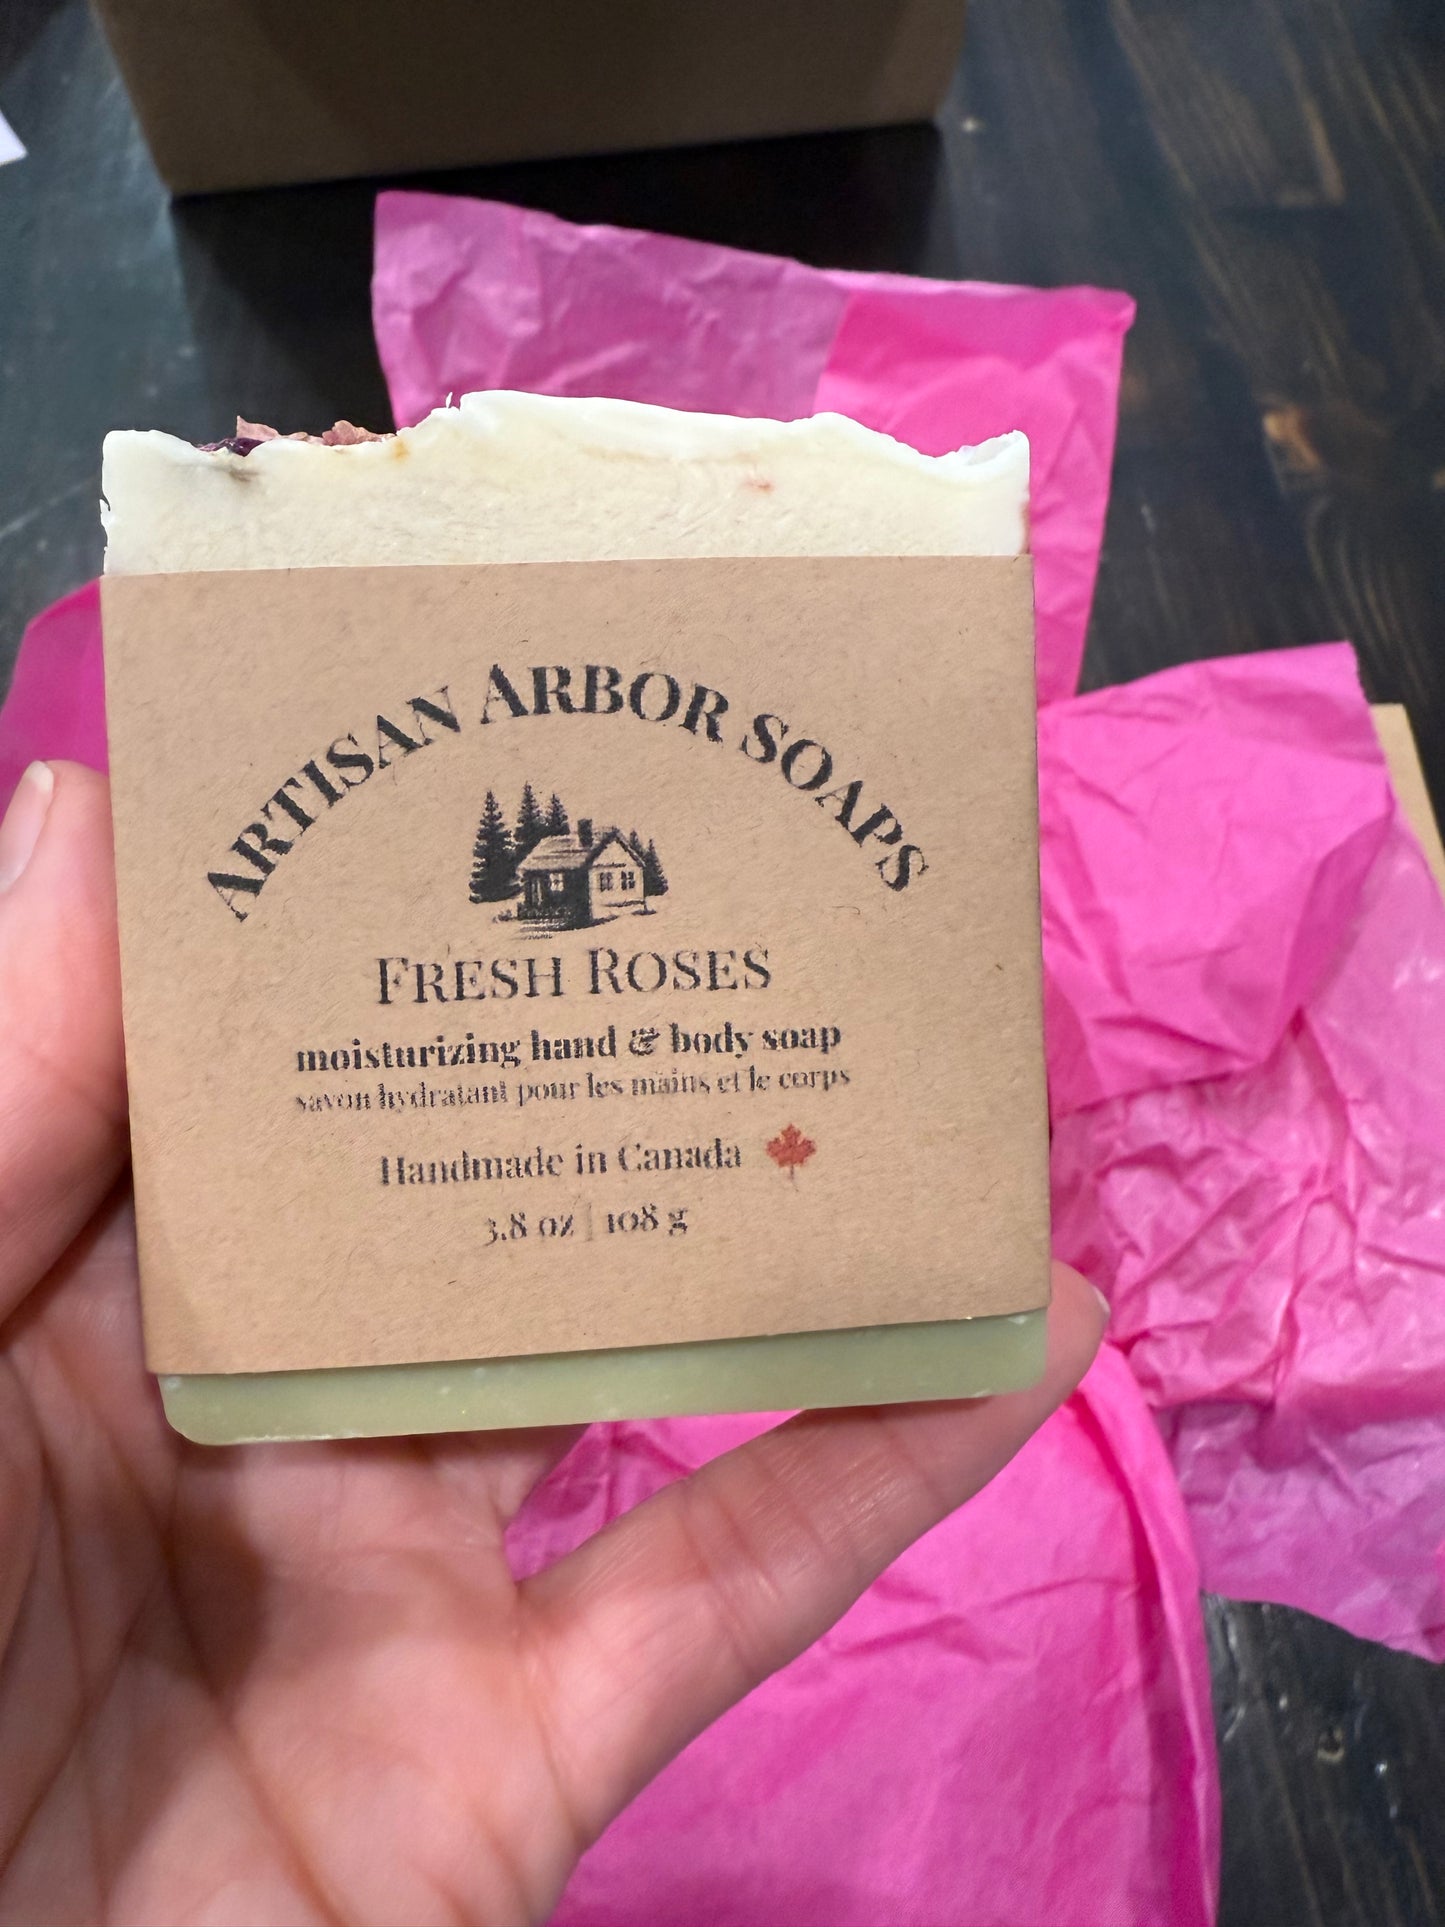 ARTISAN ARBOR SOAPS
FRESH ROSES
moisturizing hand & body soap
savon hydratant pour les mains et le corps
Handmade in Canada
3.8 oz | 108 g